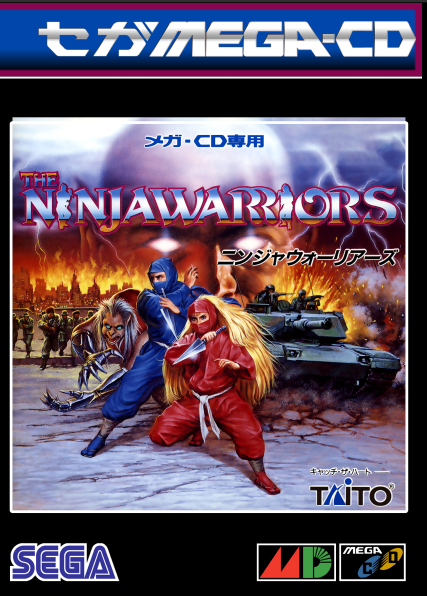 セガMEGA-CD
メガ-CD専用
THE
NINJAWARRIORS
ニンジャウォーリアーズ
キャッチ・ザ・ハート
TAITO®
SEGA
MD
MEGA
CD